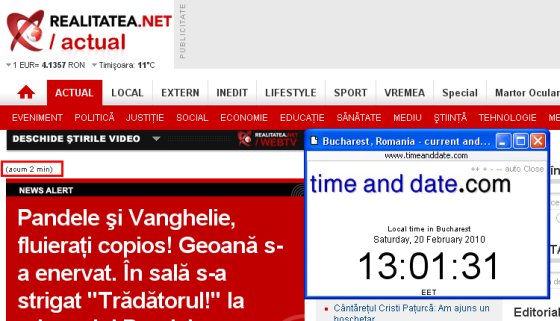 REALITATEA.NET
/ actual
PUBLICITATE
1 EUR= 4.1357 RON Timişoara: 11°C
ACTUAL LOCAL EXTERN INEDIT LIFESTYLE SPORT VREMEA Special Martor Ocular
EVENIMENT POLITICĂ JUSTIŢIE SOCIAL ECONOMIE EDUCAŢIE SĂNĂTATE MEDIU ŞTIINŢĂ TEHNOLOGIE ME
DESCHIDE ŞTIRILE VIDEO REALITATEA.NET
/WEBTV
(acum 2 min)
NEWS ALERT
Pandele şi Vanghelie,
fluieraţi copios! Geoană s-
a enervat. În sală s-a
strigat "Trădătorul!" la
Bucharest, Romania - current and...
www.timeanddate.com
++ + -- --- auto Close
time and date.com
Local time in Bucharest
Saturday, 20 February 2010
13:01:31
EET
Cântăreţul Cristi Paţurcă: Am ajuns un
boschetar
Editorial